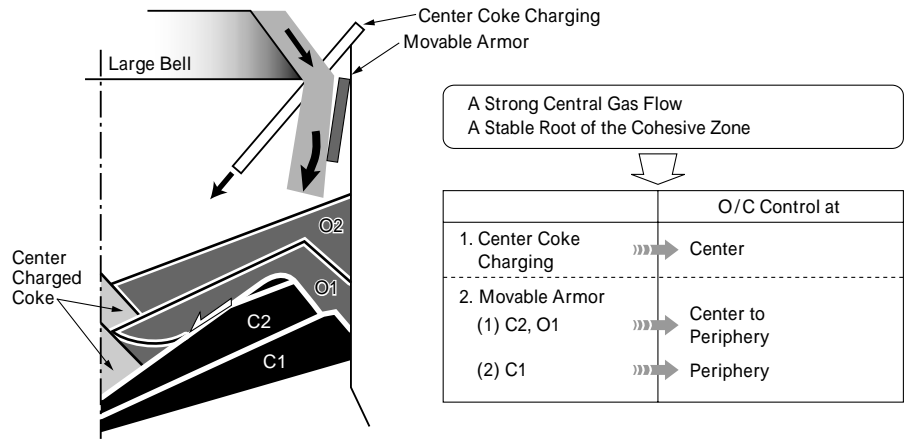 Center Coke Charging
Movable Armor
Large Bell
O2
Center
Charged
Coke
O1
C2
C1
A Strong Central Gas Flow
A Stable Root of the Cohesive Zone
O/C Control at
1. Center Coke
Charging
Center
2. Movable Armor
(1) C2, O1
Center to
Periphery
(2) C1
Periphery